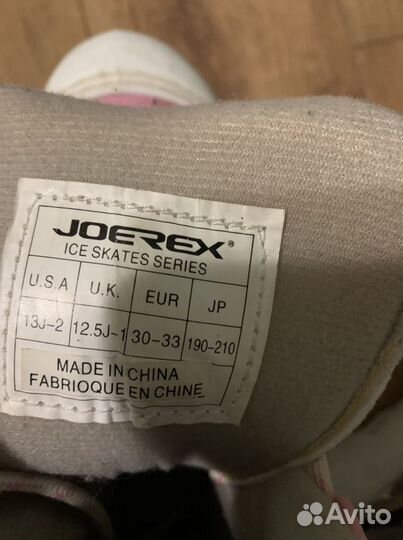 JOEREX®
ICE SKATES SERIES
U.S.A U.K. EUR JP
13J-2 12.5J-1 30-33 190-210
MADE IN CHINA
FABRIOQUE EN CHINE
Avito